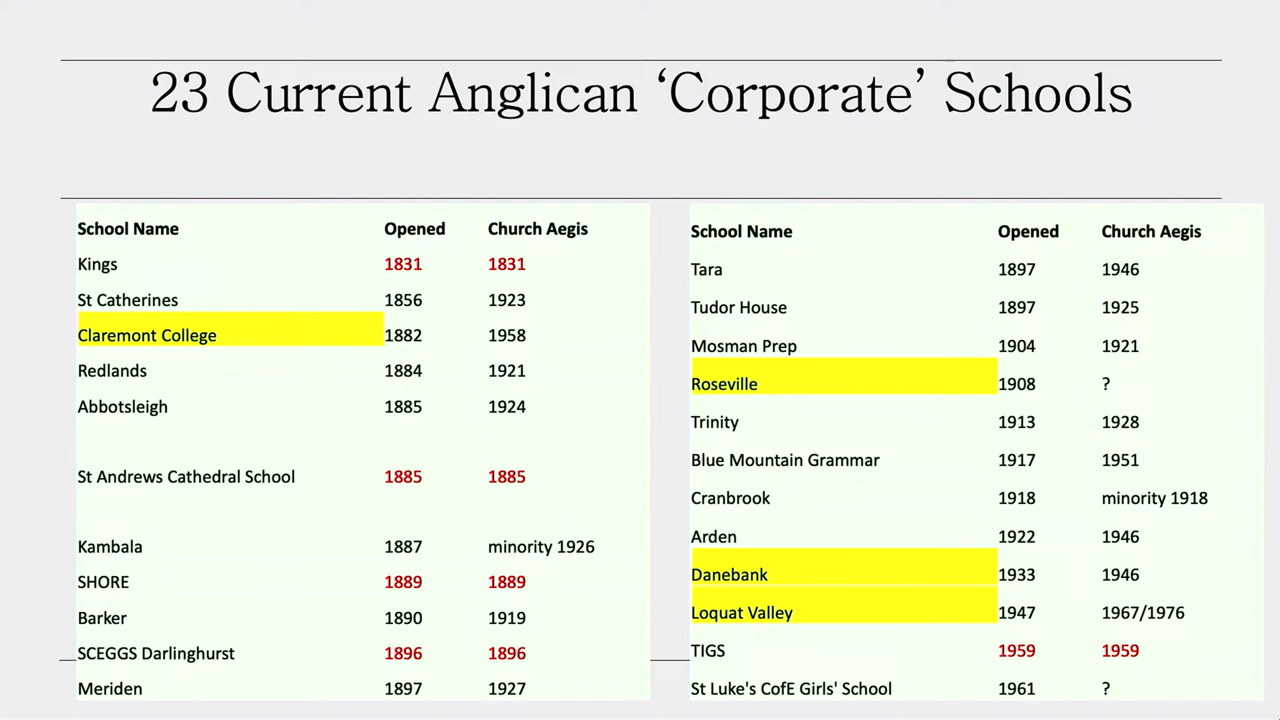 23 Current Anglican ‘Corporate’ Schools
School Name Opened Church Aegis
Kings 1831 1831
St Catherines 1856 1923
Claremont College 1882 1958
Redlands 1884 1921
Abbotsleigh 1885 1924
St Andrews Cathedral School 1885 1885
Kambala 1887 minority 1926
SHORE 1889 1889
Barker 1890 1919
SCEGGS Darlinghurst 1896 1896
Meriden 1897 1927
School Name Opened Church Aegis
Tara 1897 1946
Tudor House 1897 1925
Mosman Prep 1904 1921
Roseville 1908 ?
Trinity 1913 1928
Blue Mountain Grammar 1917 1951
Cranbrook 1918 minority 1918
Arden 1922 1946
Danebank 1933 1946
Loquat Valley 1947 1967/1976
TIGS 1959 1959
St Luke's CofE Girls' School 1961 ?